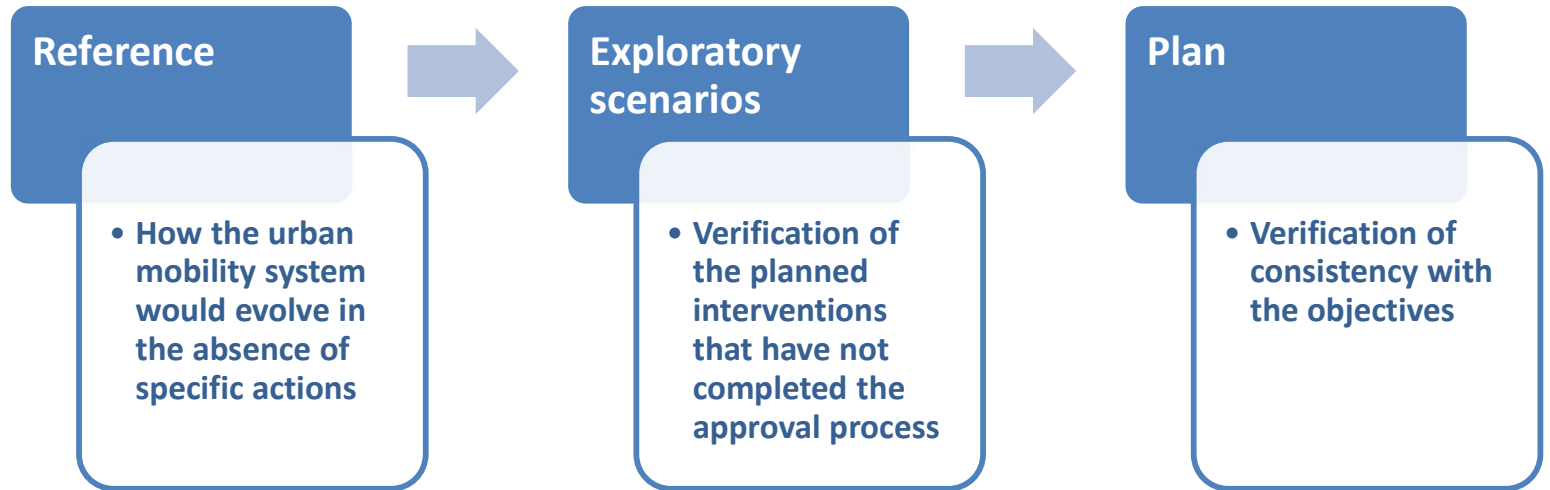 Reference
• How the urban
mobility system
would evolve in
the absence of
specific actions
Exploratory
scenarios
• Verification of
the planned
interventions
that have not
completed the
approval process
Plan
• Verification of
consistency with
the objectives